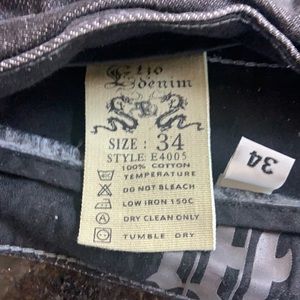 Denim
SIZE : 34
STYLE: E4005
100% COTTON
TEMPERATURE
DO NOT BLEACH
LOW IRON 150C
DRY CLEAN ONLY
TUMBLE DRY
34